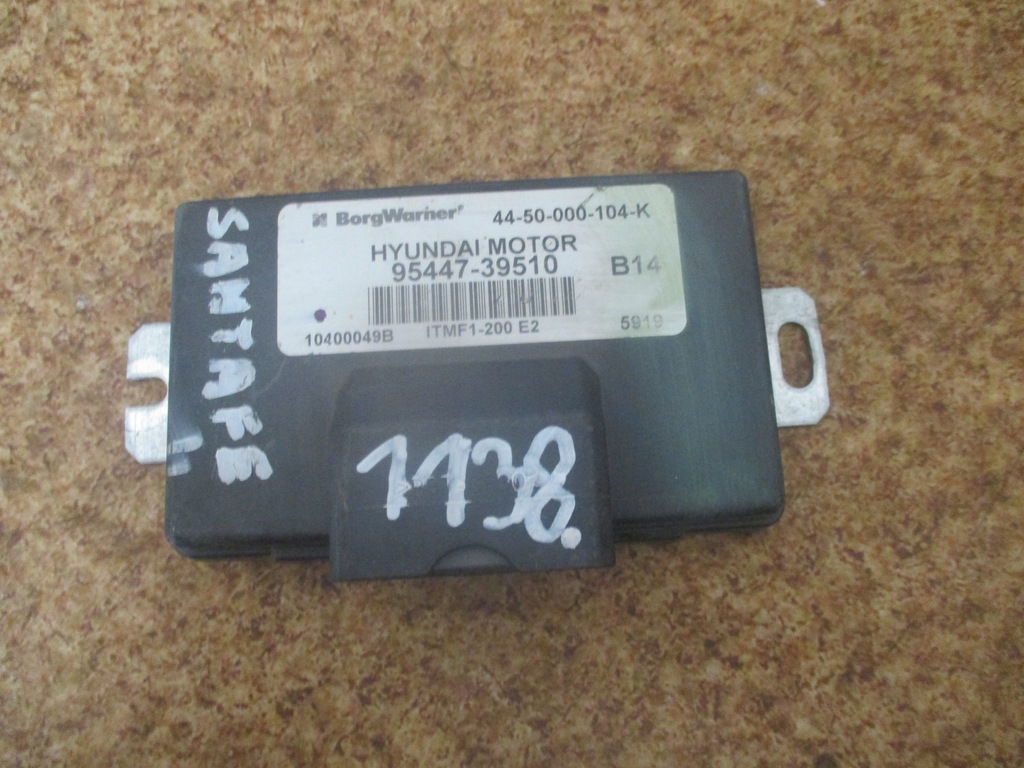 BorgWarner 44-50-000-104-K
HYUNDAI MOTOR
95447-39510 B14
10400049B ITMF1-200 E2 5919
SANTAFE
1138.